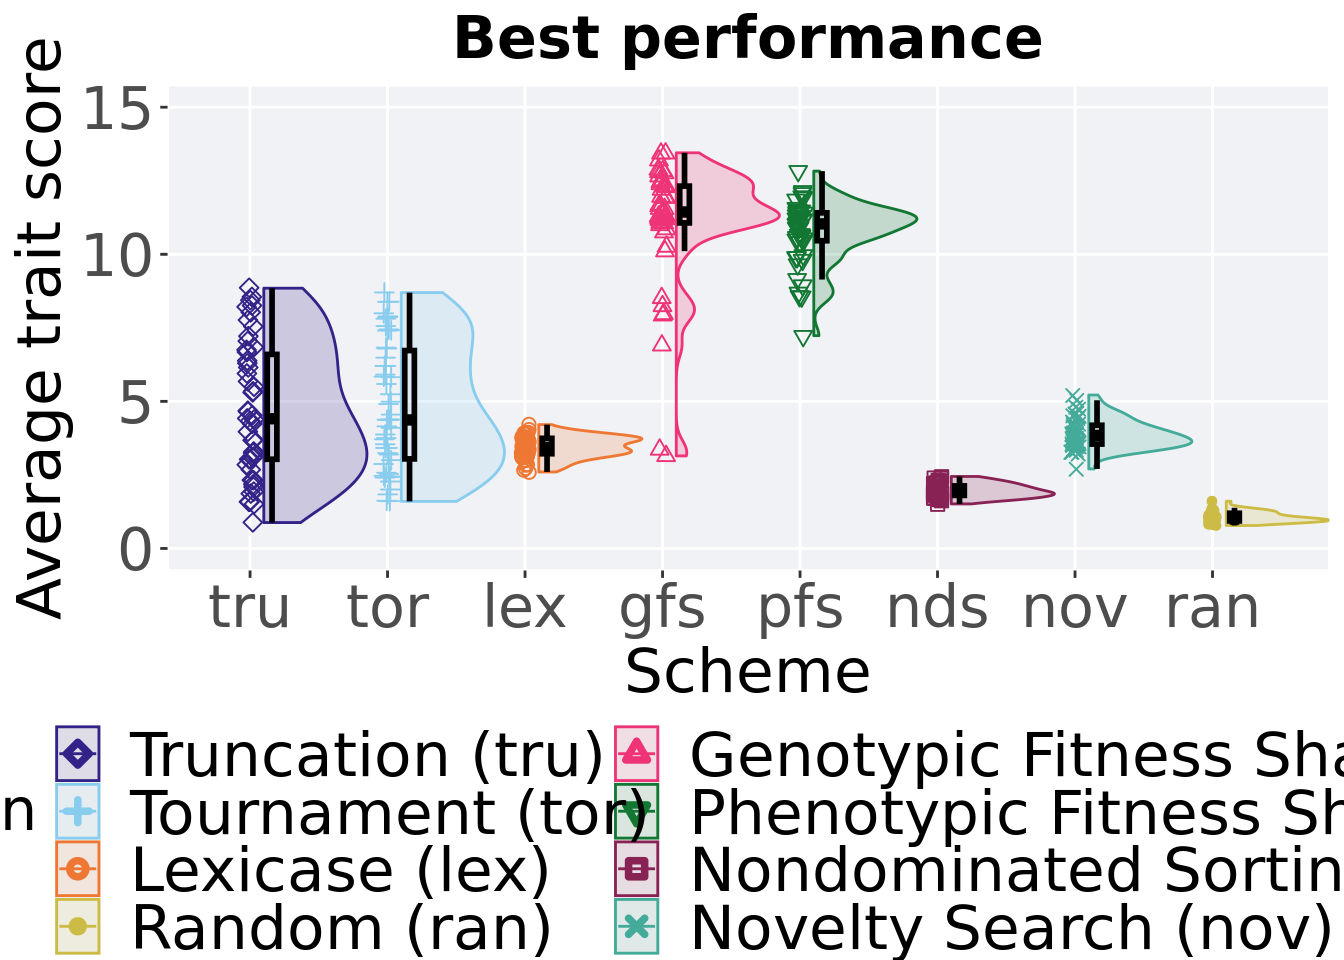 Best performance
Average trait score
15
10
5
0
tru tor lex gfs pfs nds nov ran
Scheme
n
Truncation (tru) Genotypic Fitness Sha
Tournament (tor) Phenotypic Fitness Sh
Lexicase (lex) Nondominated Sortin
Random (ran) Novelty Search (nov)